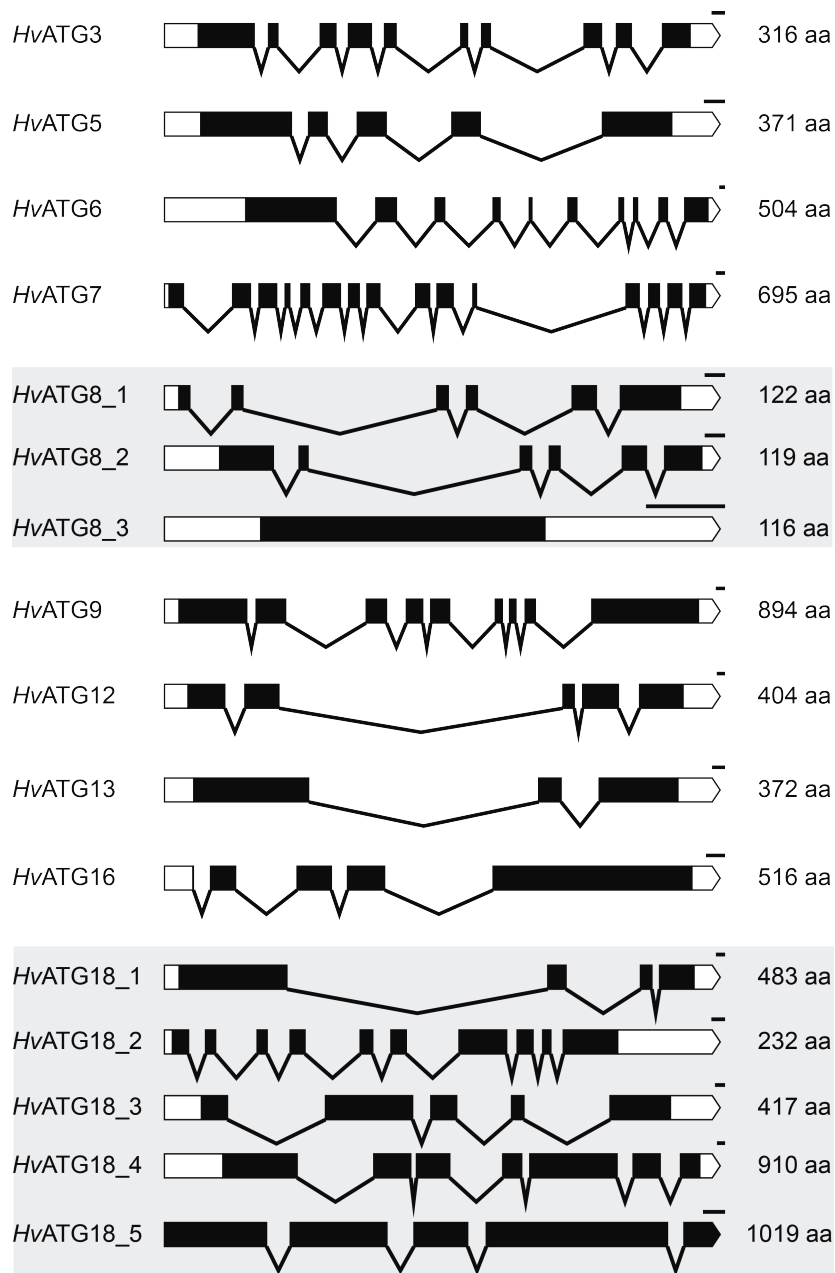 HvATG3 316 aa
HvATG5 371 aa
HvATG6 504 aa
HvATG7 695 aa
HvATG8_1 122 aa
HvATG8_2 119 aa
HvATG8_3 116 aa
HvATG9 894 aa
HvATG12 404 aa
HvATG13 372 aa
HvATG16 516 aa
HvATG18_1 483 aa
HvATG18_2 232 aa
HvATG18_3 417 aa
HvATG18_4 910 aa
HvATG18_5 1019 aa